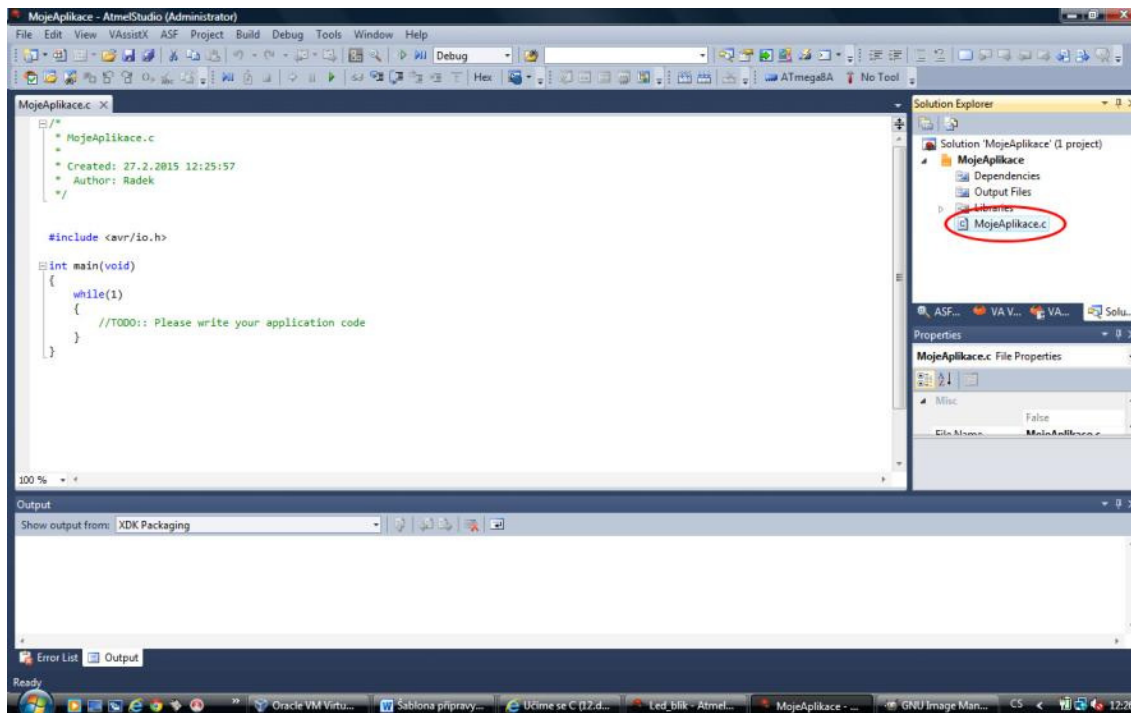 MojeAplikace - AtmelStudio (Administrator)
File Edit View VAssistX ASF Project Build Debug Tools Window Help
Debug
Hex ATmega8A No Tool
MojeAplikace.c
/*
* MojeAplikace.c
*
* Created: 27.2.2015 12:25:57
* Author: Radek
*/
#include <avr/io.h>
int main(void)
{
while(1)
{
//TODO:: Please write your application code
}
}
100 %
Solution Explorer
Solution 'MojeAplikace' (1 project)
MojeAplikace
Dependencies
Output Files
Libraries
MojeAplikace.c
ASF... VA V... VA... Solu...
Properties
MojeAplikace.c File Properties
Misc
False
File Name MojeAplikace.c
Output
Show output from: XDK Packaging
Error List Output
Ready
Oracle VM Virtu... Šablona přípravy... Učíme se C (12.d... Led_blik - Atmel... MojeAplikace - ... GNU Image Man... CS 12:26